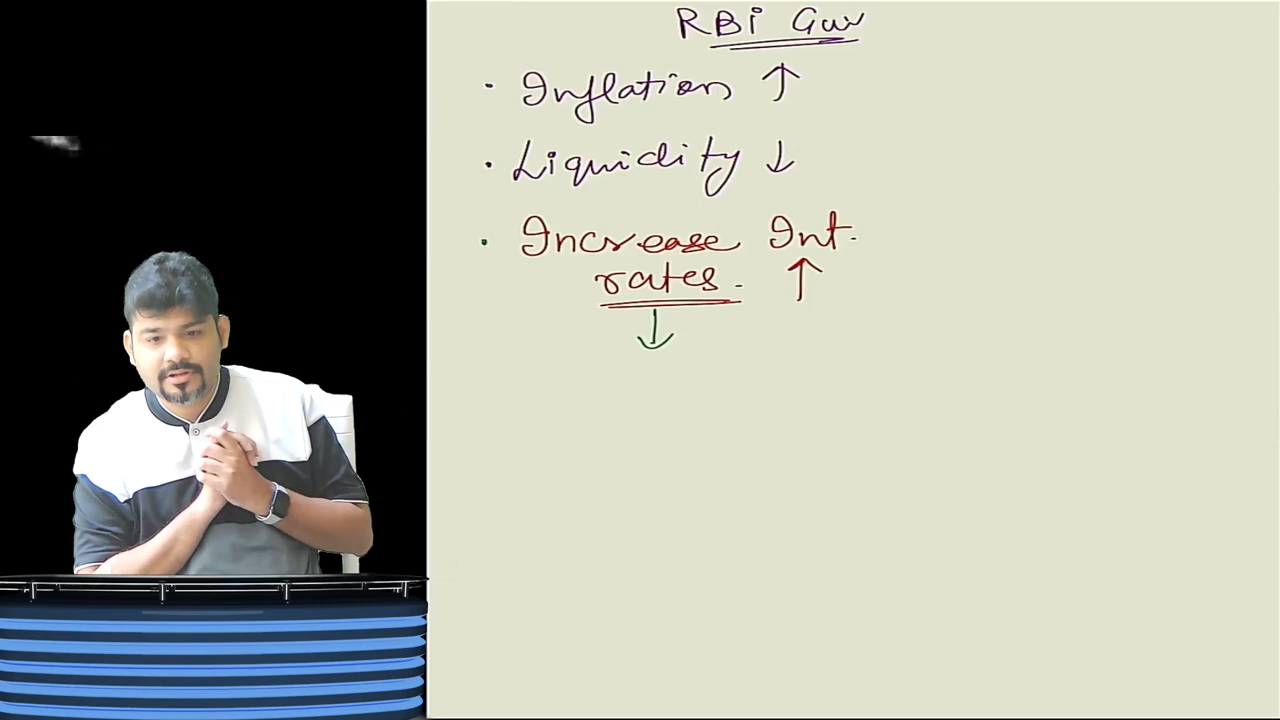 RBI Gov
· Inflation ↑
· Liquidity ↓
· Increase Int.
rates. ↑
↓